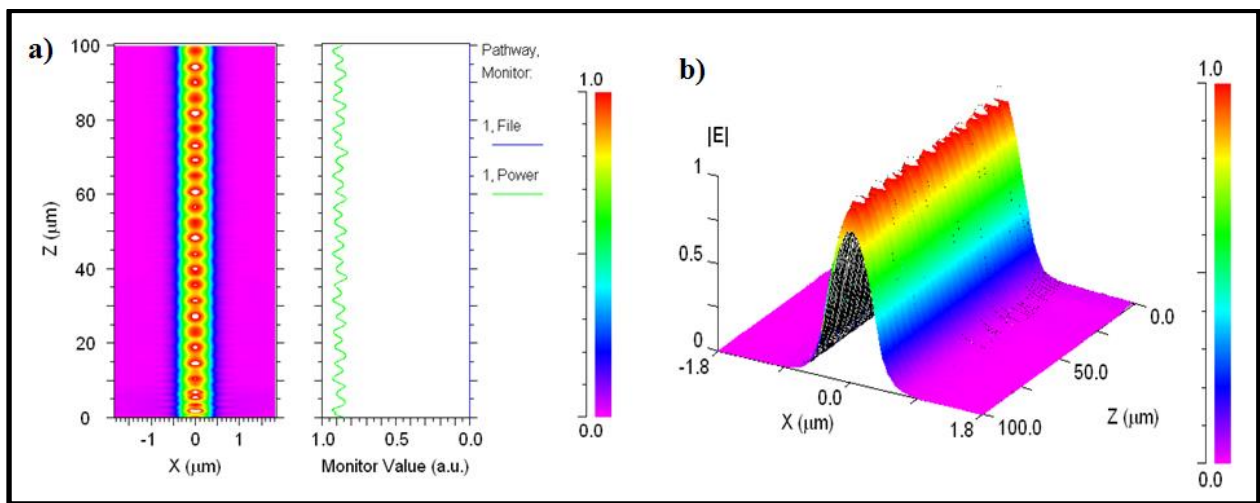 a)
100
80
60
40
20
0
Z (μm)
-1 0 1
X (μm)
1.0 0.5 0.0
Monitor Value (a.u.)
Pathway,
Monitor:
1, File
1, Power
1.0
0.0
b)
|E|
1
0.5
0
-1.8
0.0
1.8
X (μm)
0.0
50.0
100.0
Z (μm)
1.0
0.0